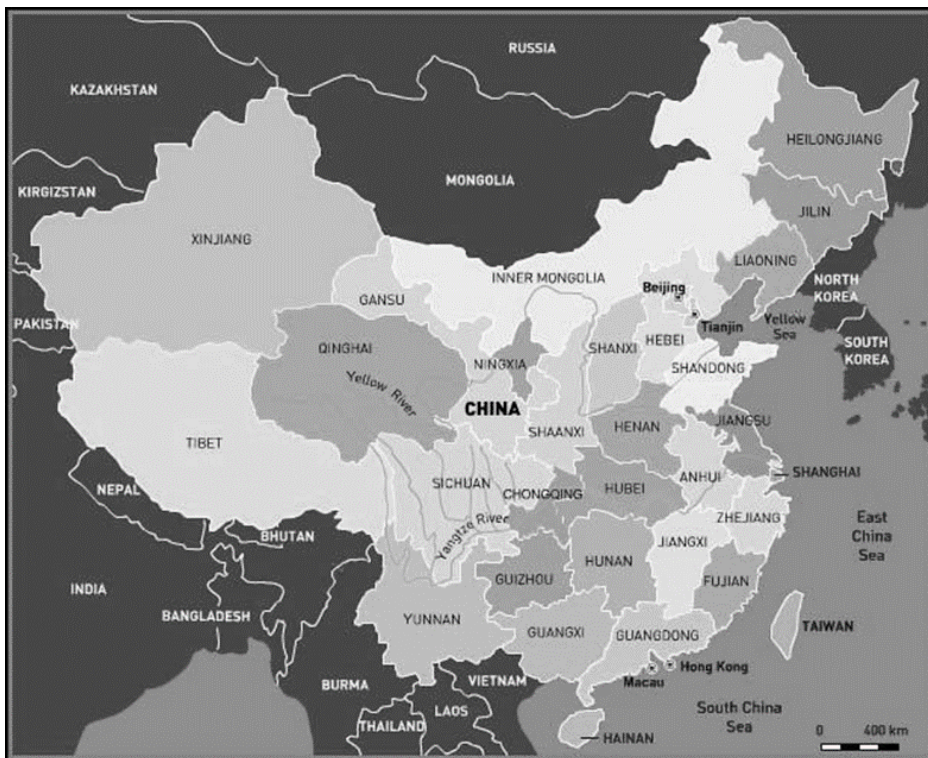 RUSSIA
KAZAKHSTAN
HEILONGJIANG
MONGOLIA
KIRGIZSTAN
JILIN
XINJIANG
LIAONING
INNER MONGOLIA
NORTH
KOREA
Beijing
GANSU
Tianjin
Yellow
Sea
PAKISTAN
QINGHAI
SHANXI
HEBEI
SOUTH
KOREA
NINGXIA
SHANDONG
Yellow River
CHINA
JIANGSU
HENAN
SHAANXI
TIBET
SHANGHAI
ANHUI
SICHUAN
CHONGQING
HUBEI
NEPAL
ZHEJIANG
East
China
Sea
Yangtze River
BHUTAN
JIANGXI
HUNAN
GUIZHOU
FUJIAN
INDIA
BANGLADESH
YUNNAN
GUANGXI
GUANGDONG
TAIWAN
Hong Kong
Macau
VIETNAM
BURMA
LAOS
South China
Sea
THAILAND
HAINAN
0 400 km